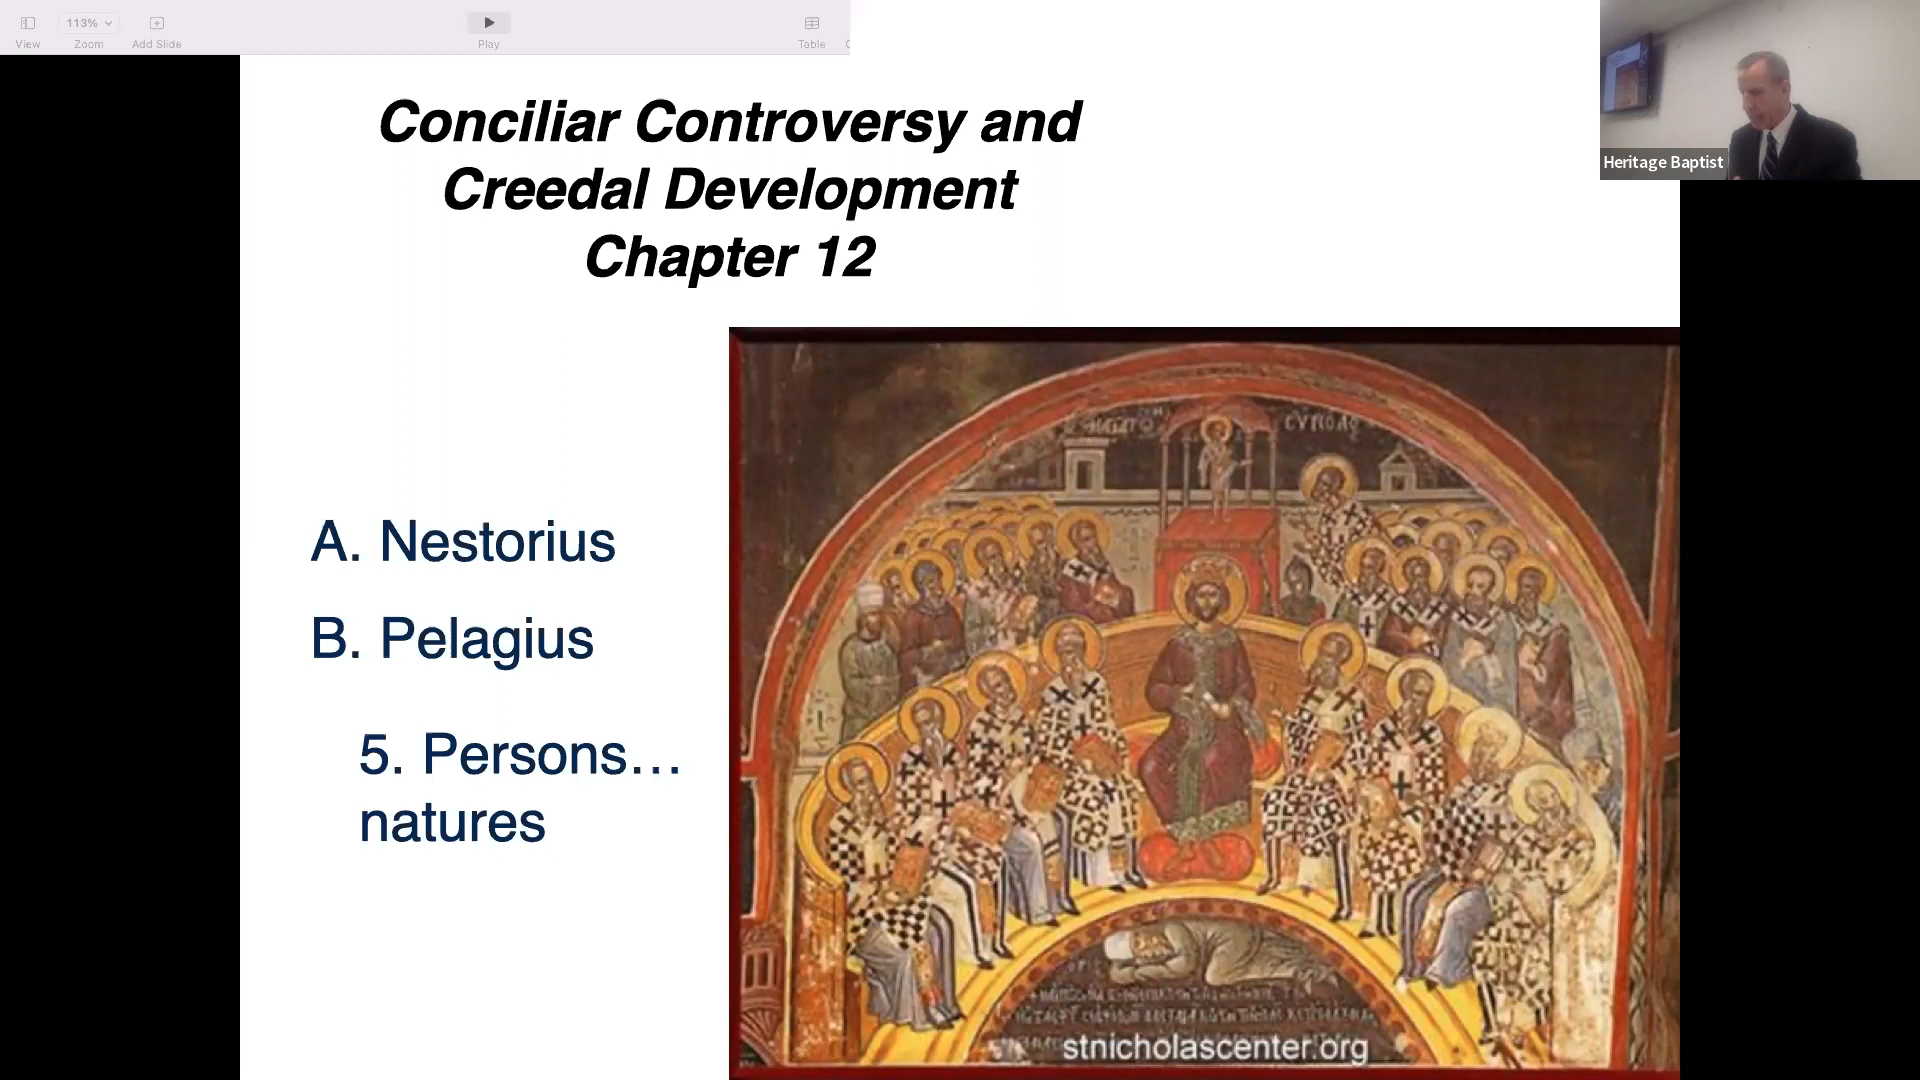 113%
View
Zoom
Add Slide
Play
Table
Heritage Baptist
Conciliar Controversy and
Creedal Development
Chapter 12
A. Nestorius
B. Pelagius
5. Persons…
natures
stnicholascenter.org